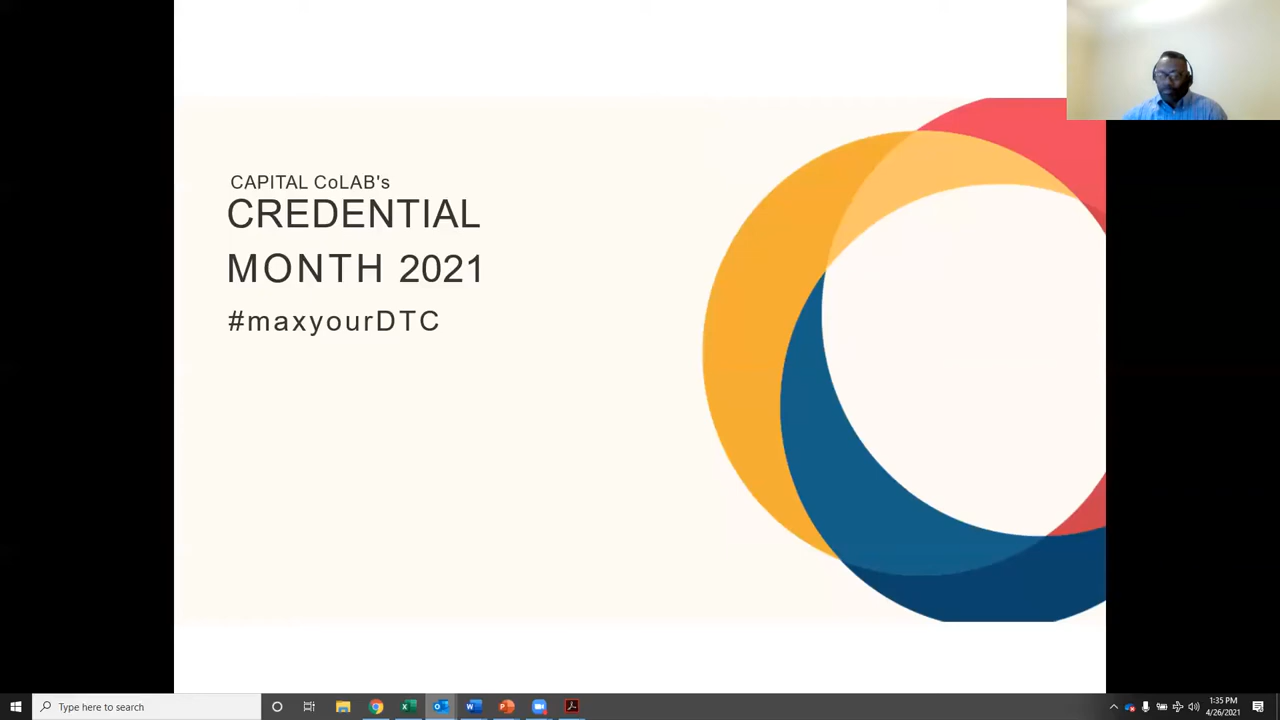 CAPITAL CoLAB's
CREDENTIAL
MONTH 2021
#maxyourDTC
Type here to search
1:35 PM
4/26/2021